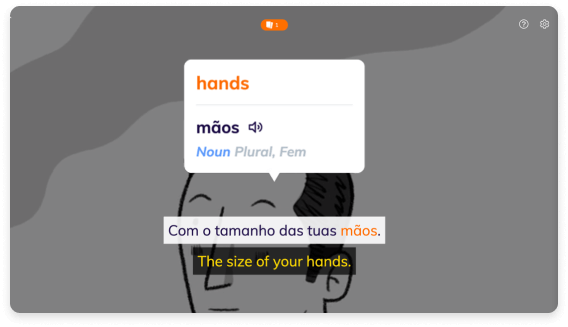 1
hands
mãos
Noun Plural, Fem
Com o tamanho das tuas mãos.
The size of your hands.